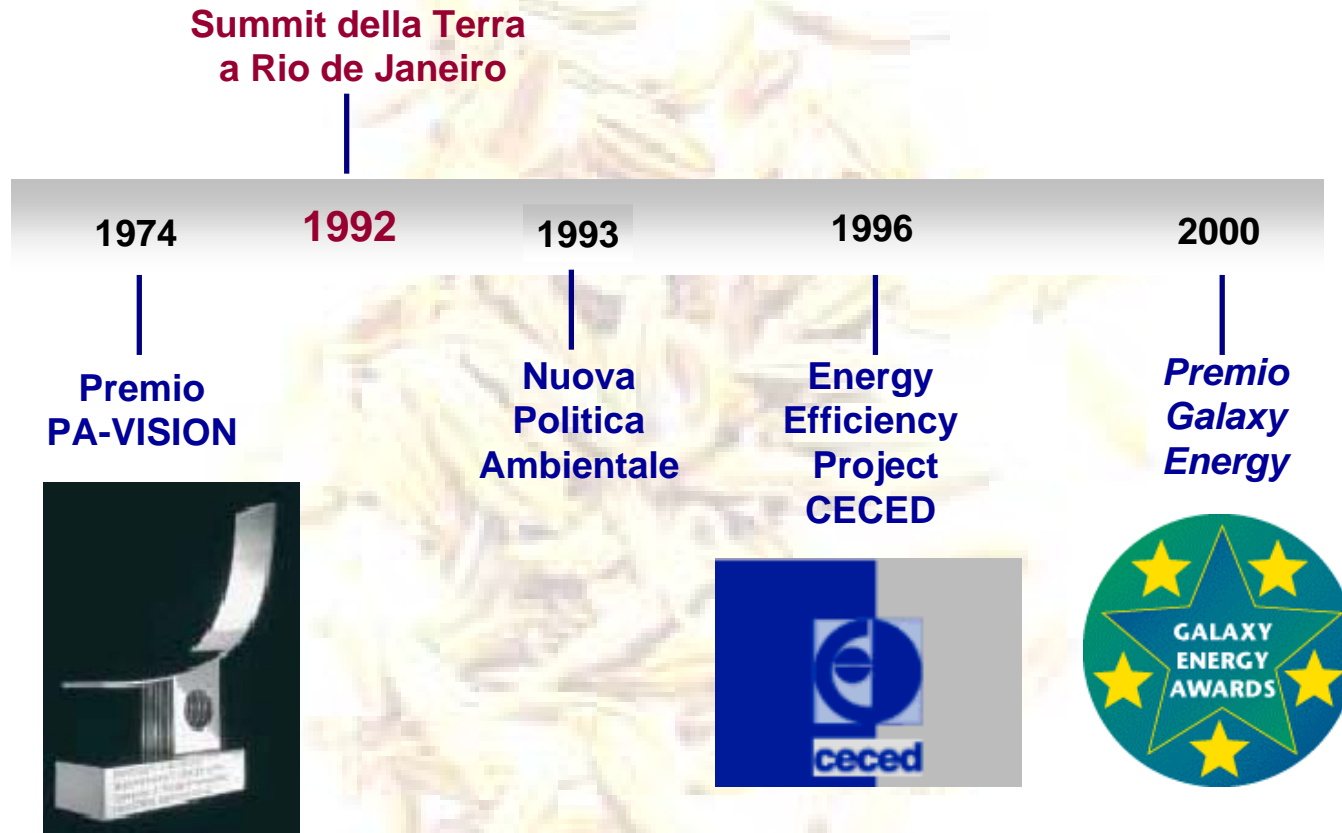 Summit della Terra
a Rio de Janeiro
1974
1992
1993
1996
2000
Premio
PA-VISION
Nuova
Politica
Ambientale
Energy
Efficiency
Project
CECED
Premio
Galaxy
Energy
ceced
GALAXY
ENERGY
AWARDS